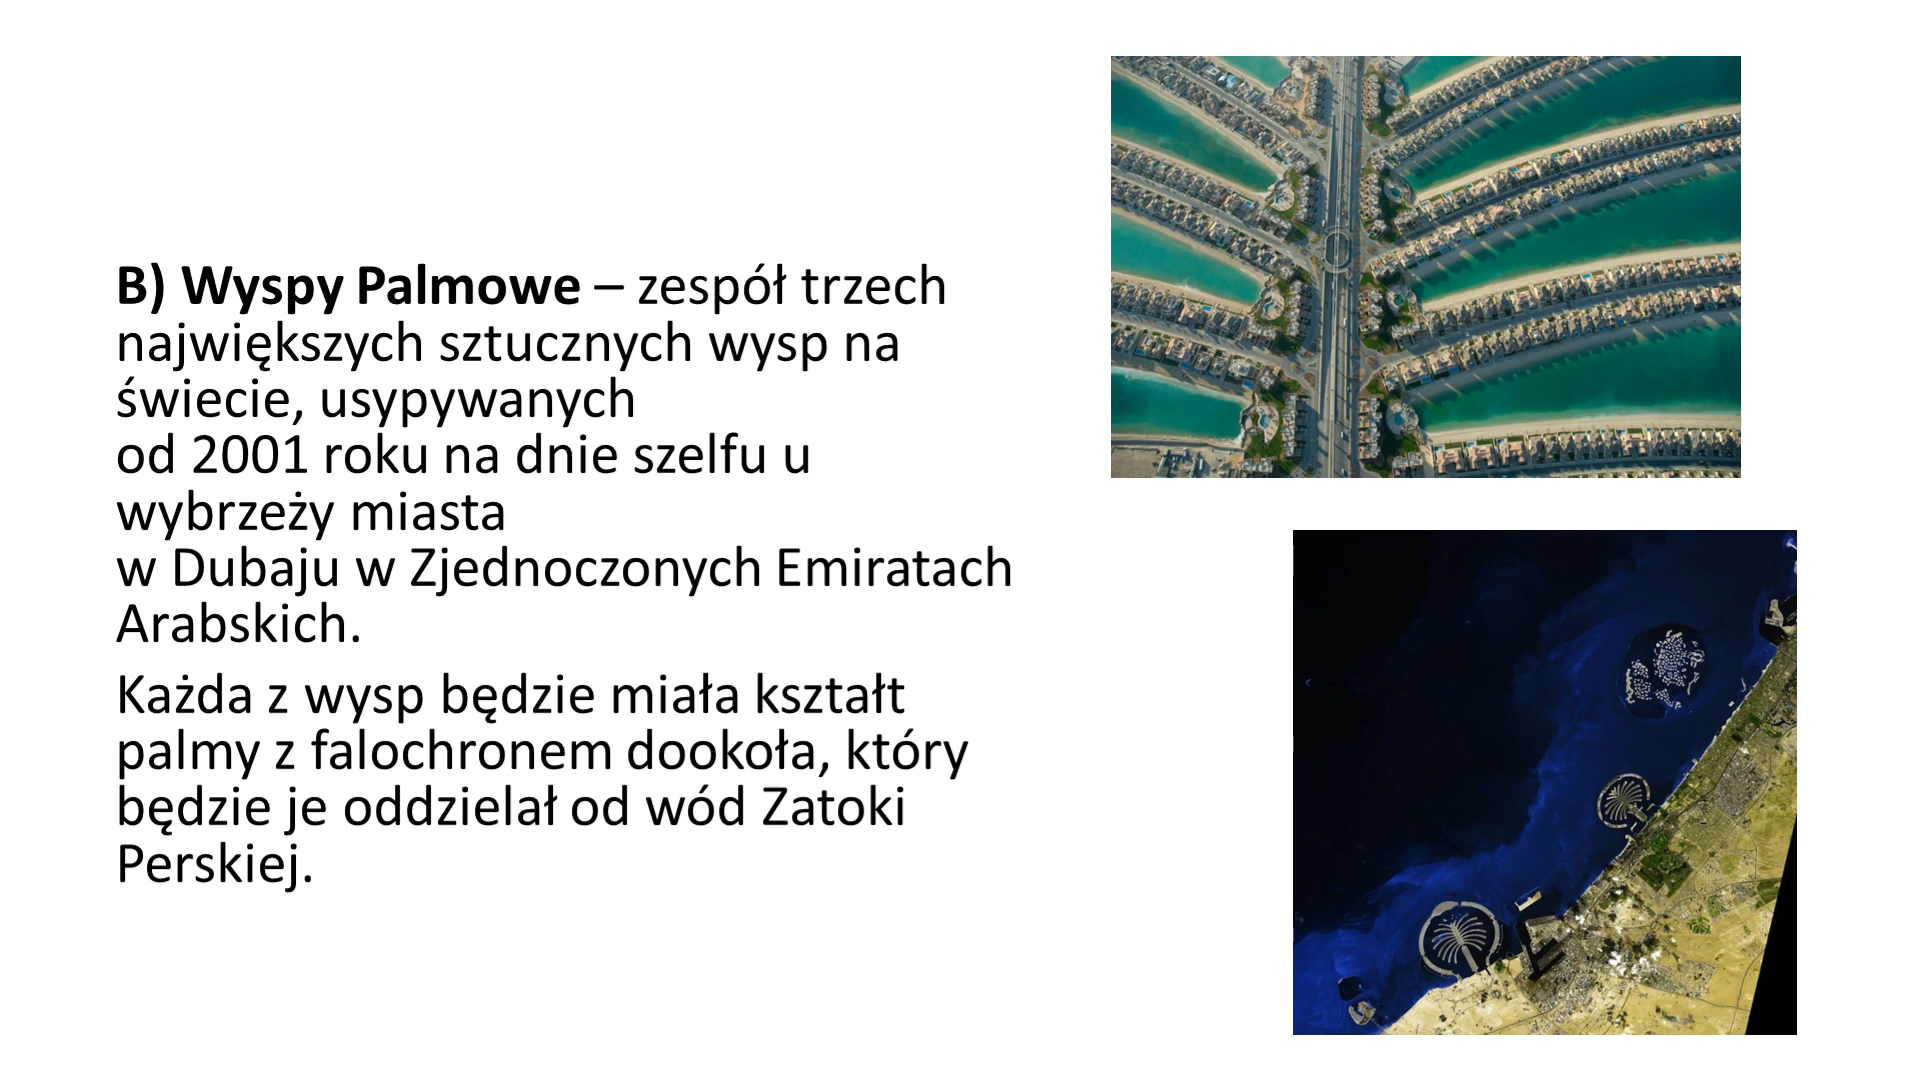 B) Wyspy Palmowe – zespół trzech
największych sztucznych wysp na
świecie, usypywanych
od 2001 roku na dnie szelfu u
wybrzeży miasta
w Dubaju w Zjednoczonych Emiratach
Arabskich.
Każda z wysp będzie miała kształt
palmy z falochronem dookoła, który
będzie je oddzielał od wód Zatoki
Perskiej.